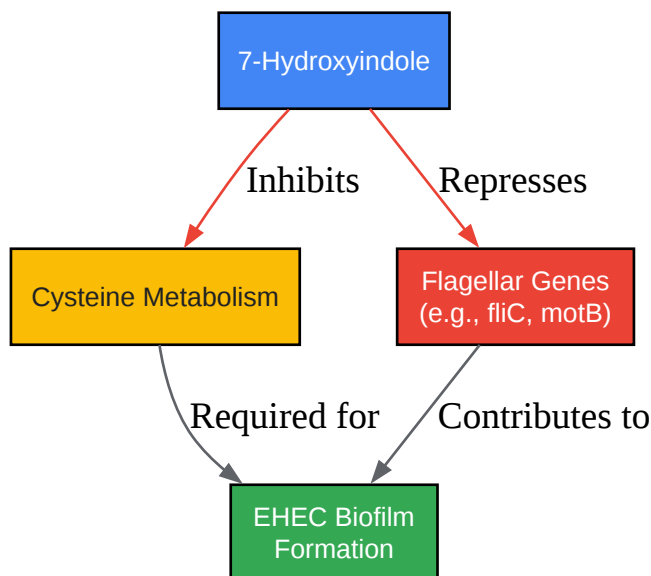 7-Hydroxyindole
Inhibits
Represses
Cysteine Metabolism
Flagellar Genes
(e.g., fliC, motB)
Required for
Contributes to
EHEC Biofilm
Formation